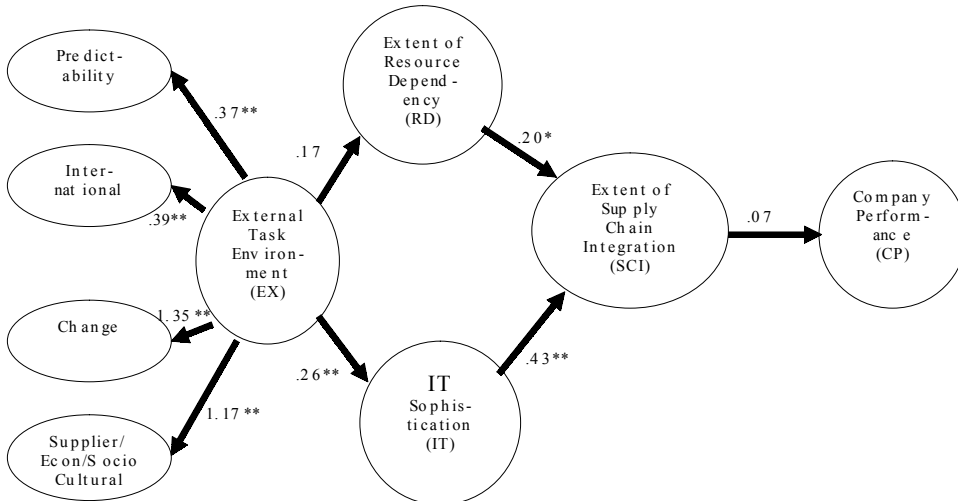 Predict-
ability
.37**
Inter-
national
.39**
Change
1.35**
Supplier/
Econ/Socio
Cultural
1.17**
External
Task
Environ-
ment
(EX)
.17
.26**
Extent of
Resource
Depend-
ency
(RD)
.20*
IT
Sophis-
tication
(IT)
.43**
Extent of
Supply
Chain
Integration
(SCI)
.07
Company
Perform-
ance
(CP)